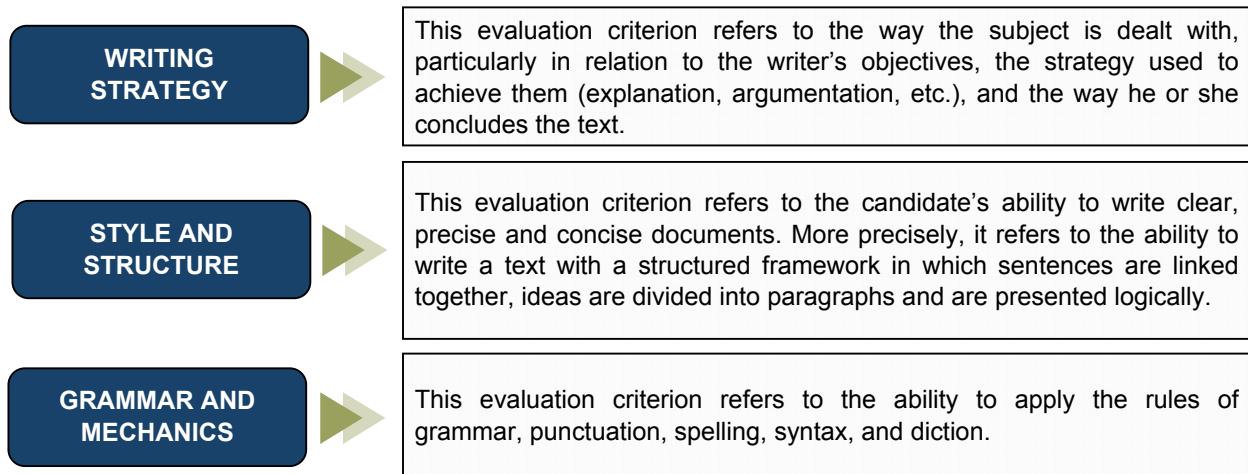 WRITING
STRATEGY
This evaluation criterion refers to the way the subject is dealt with,
particularly in relation to the writer’s objectives, the strategy used to
achieve them (explanation, argumentation, etc.), and the way he or she
concludes the text.
STYLE AND
STRUCTURE
This evaluation criterion refers to the candidate’s ability to write clear,
precise and concise documents. More precisely, it refers to the ability to
write a text with a structured framework in which sentences are linked
together, ideas are divided into paragraphs and are presented logically.
GRAMMAR AND
MECHANICS
This evaluation criterion refers to the ability to apply the rules of
grammar, punctuation, spelling, syntax, and diction.